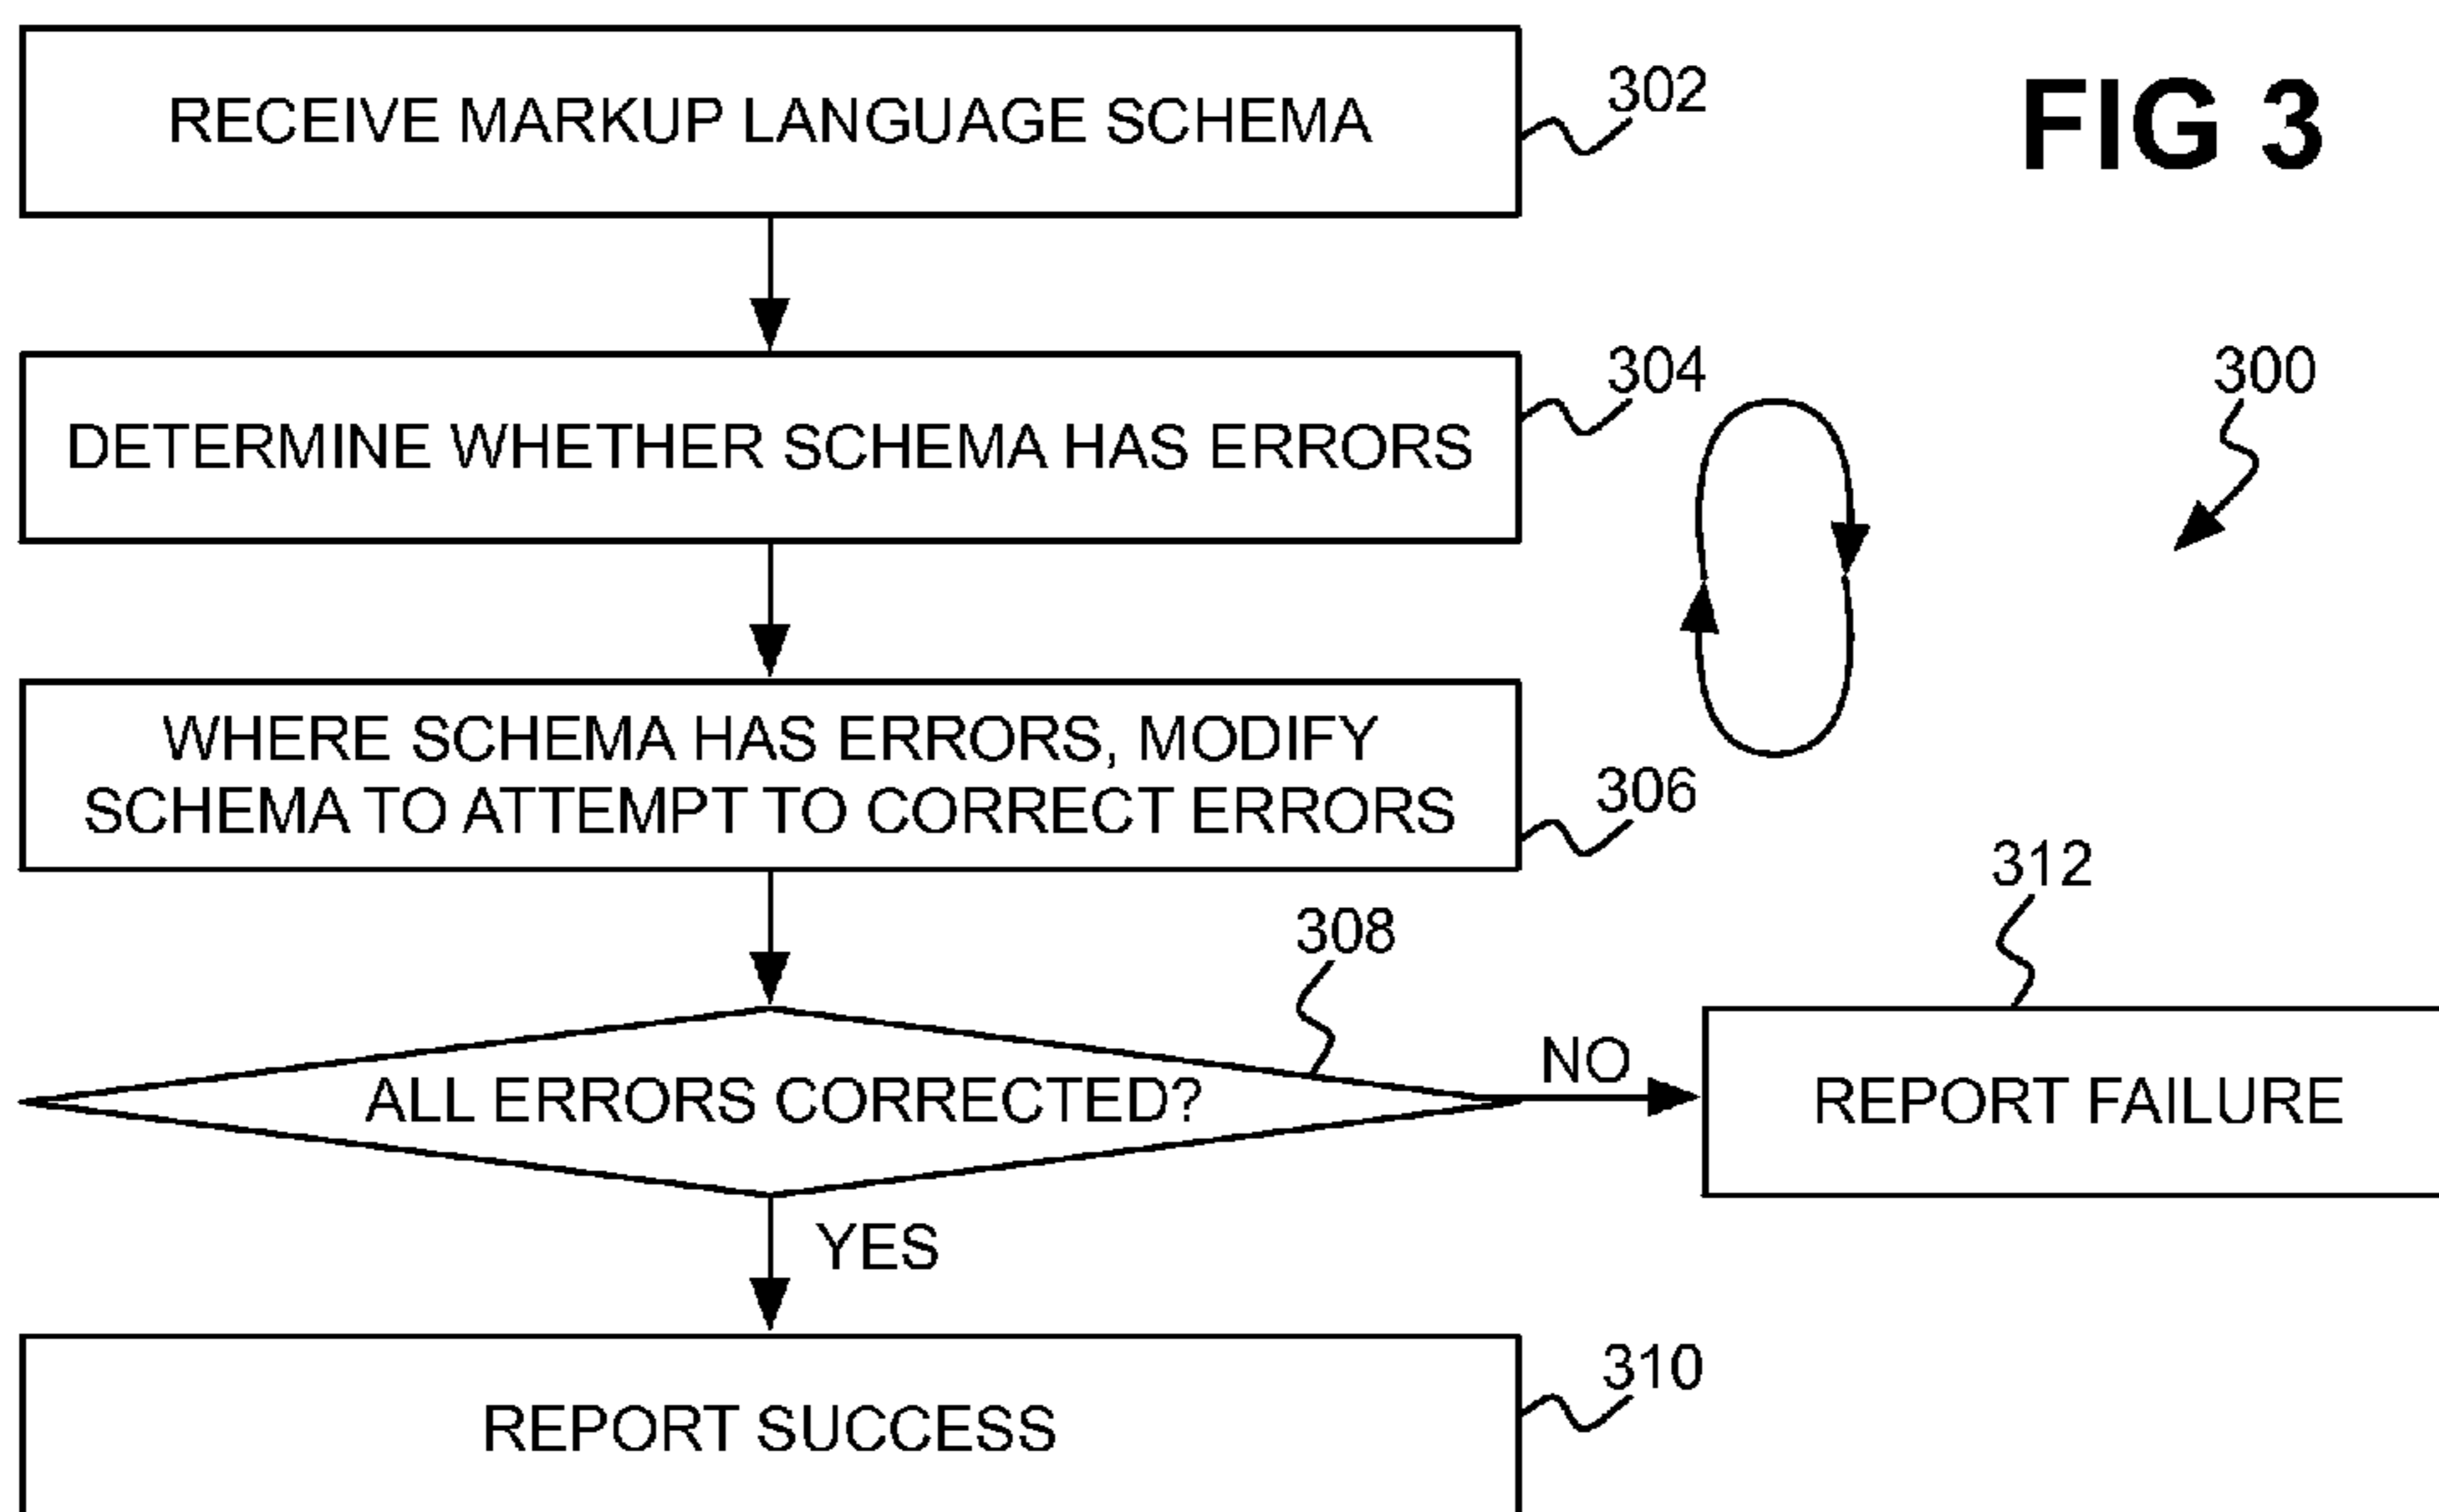 RECEIVE MARKUP LANGUAGE SCHEMA
302
FIG 3
DETERMINE WHETHER SCHEMA HAS ERRORS
304
300
WHERE SCHEMA HAS ERRORS, MODIFY
SCHEMA TO ATTEMPT TO CORRECT ERRORS
306
312
308
ALL ERRORS CORRECTED?
NO
REPORT FAILURE
YES
REPORT SUCCESS
310